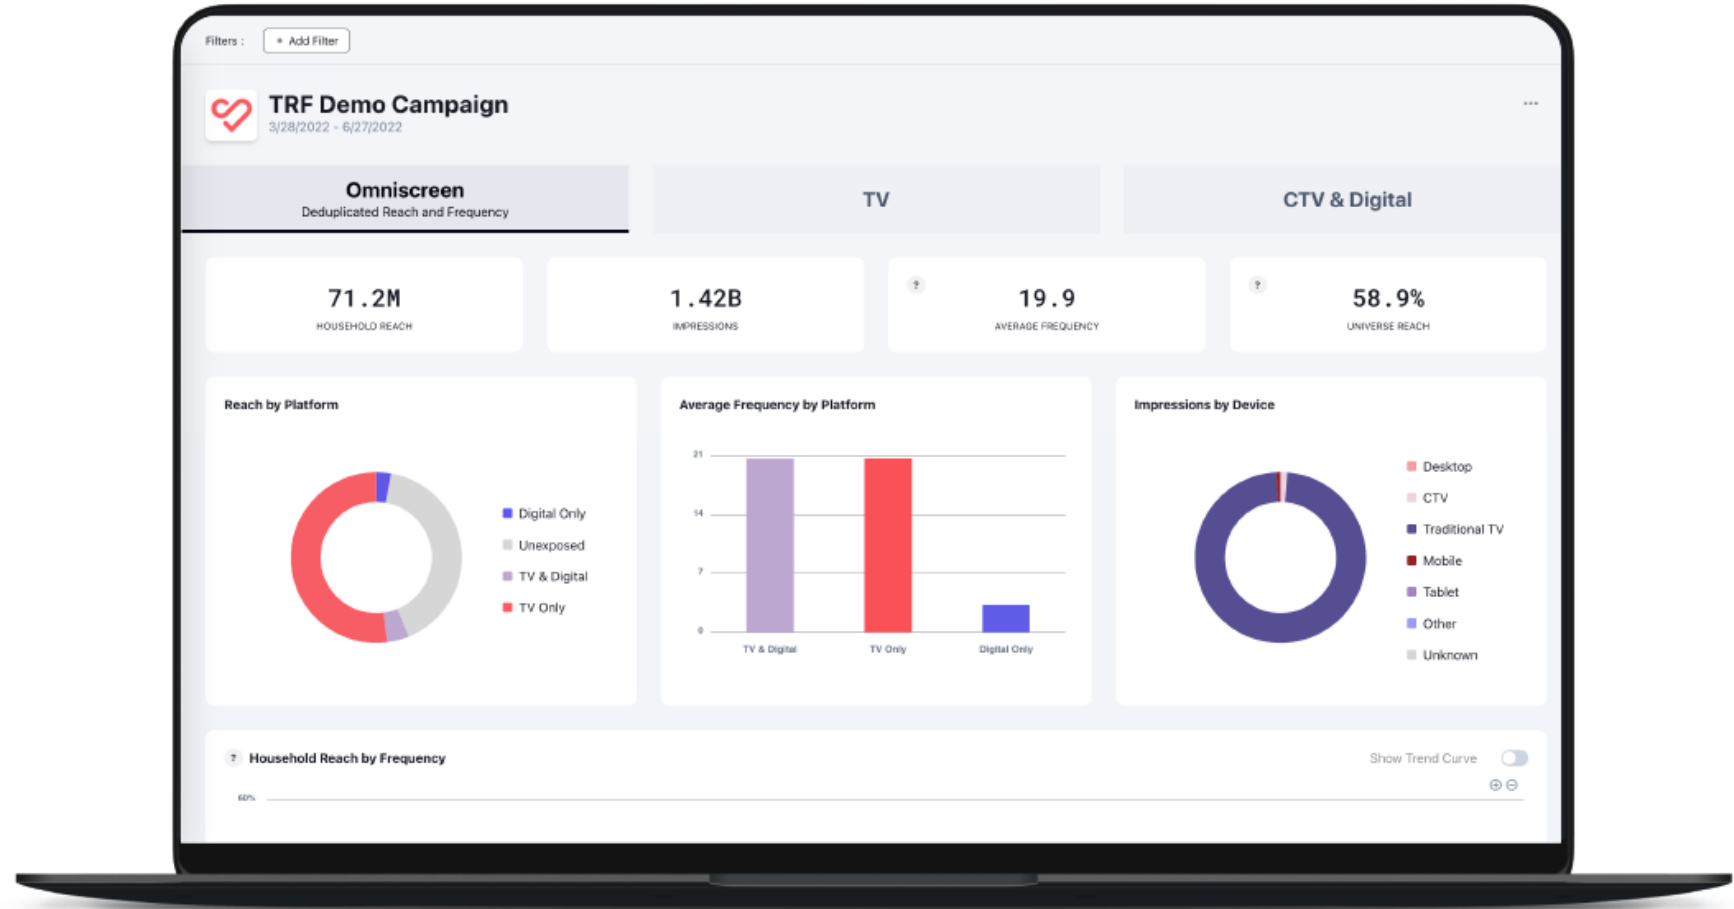 Filters :
+ Add Filter
TRF Demo Campaign
3/28/2022 - 6/27/2022
Omniscreen
Deduplicated Reach and Frequency
TV
CTV & Digital
71.2M
HOUSEHOLD REACH
1.42B
IMPRESSIONS
?
19.9
AVERAGE FREQUENCY
?
58.9%
UNIVERSE REACH
Reach by Platform
Digital Only
Unexposed
TV & Digital
TV Only
Average Frequency by Platform
21
14
7
0
TV & Digital
TV Only
Digital Only
Impressions by Device
Desktop
CTV
Traditional TV
Mobile
Tablet
Other
Unknown
? Household Reach by Frequency
Show Trend Curve
60%